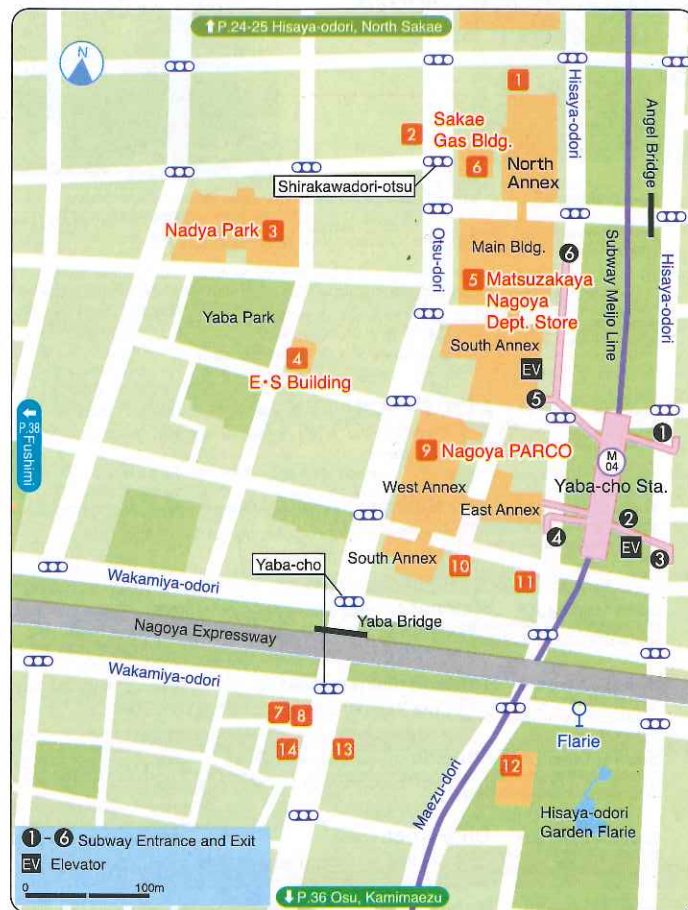 ↑P.24-25 Hisaya-odori, North Sakae
N
1
Hisaya-odori
Angel Bridge
2
Sakae
Gas Bldg.
6
North
Annex
Shirakawadori-otsu
Nadya Park 3
Otsu-dori
Main Bldg.
6
Subway Meijo Line
Hisaya-odori
5 Matsuzakaya
Nagoya
Dept. Store
Yaba Park
South Annex
4
E•S Building
EV
5
←
P.38
Fushimi
9 Nagoya PARCO
1
M
04
West Annex
Yaba-cho Sta.
East Annex
2
4
EV
3
South Annex
10
11
Yaba-cho
Wakamiya-odori
Yaba Bridge
Nagoya Expressway
Wakamiya-odori
7 8
14 13
Flarie
12
Maezu-dori
Hisaya-odori
Garden Flarie
1-6 Subway Entrance and Exit
EV Elevator
0 100m
↓P.36 Osu, Kamimaezu